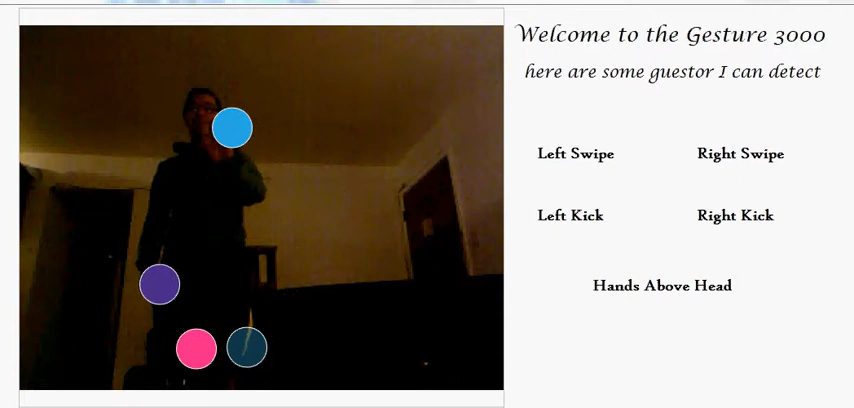 Welcome to the Gesture 3000
here are some guestor I can detect
Left Swipe Right Swipe
Left Kick Right Kick
Hands Above Head